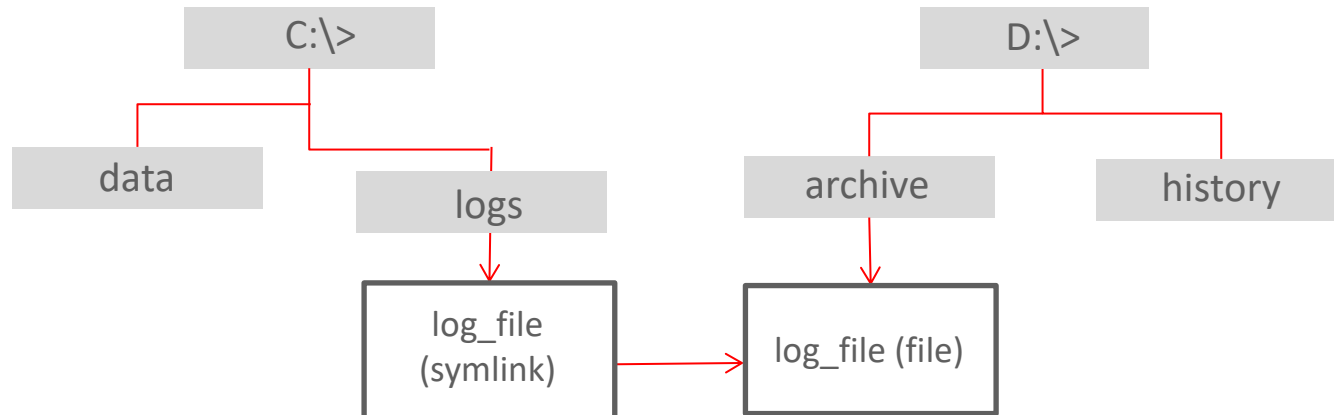 C:\>
D:\>
data
logs
archive
history
log_file
(symlink)
log_file (file)